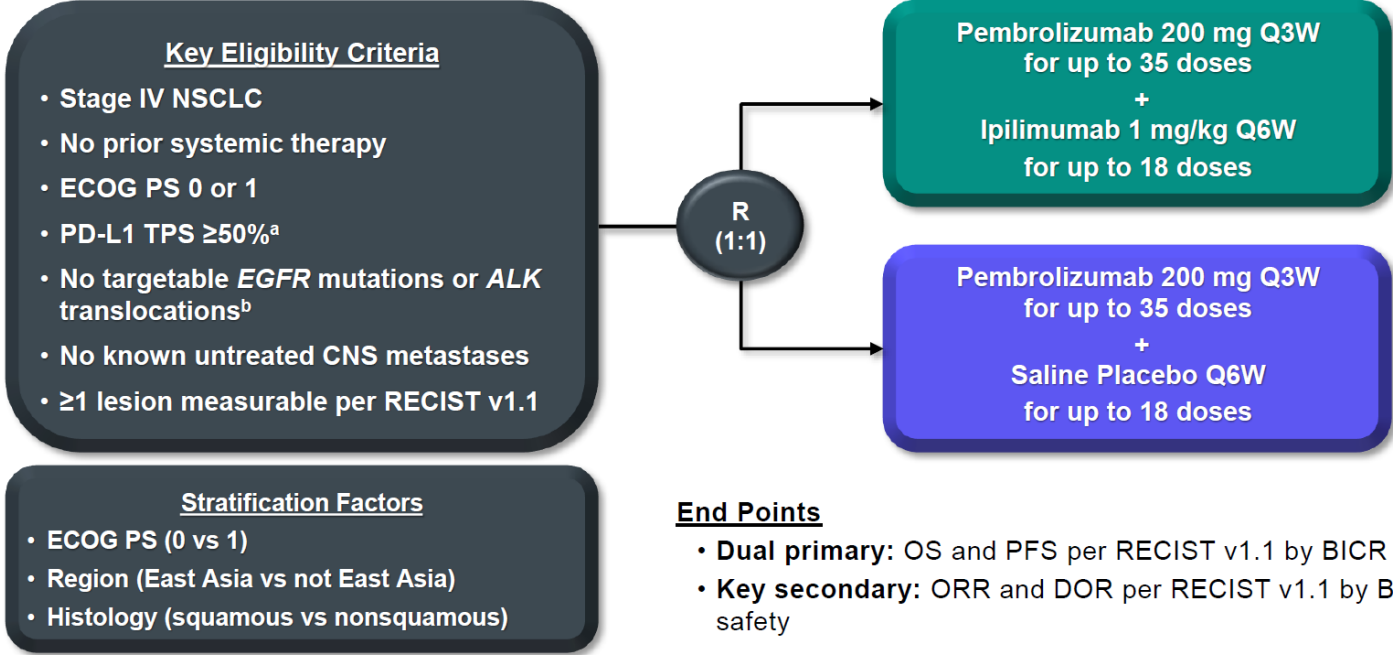 Key Eligibility Criteria
• Stage IV NSCLC
• No prior systemic therapy
• ECOG PS 0 or 1
• PD-L1 TPS ≥50%ᵃ
• No targetable EGFR mutations or ALK
translocationsᵇ
• No known untreated CNS metastases
• ≥1 lesion measurable per RECIST v1.1
Stratification Factors
• ECOG PS (0 vs 1)
• Region (East Asia vs not East Asia)
• Histology (squamous vs nonsquamous)
R
(1:1)
Pembrolizumab 200 mg Q3W
for up to 35 doses
+
Ipilimumab 1 mg/kg Q6W
for up to 18 doses
Pembrolizumab 200 mg Q3W
for up to 35 doses
+
Saline Placebo Q6W
for up to 18 doses
End Points
• Dual primary: OS and PFS per RECIST v1.1 by BICR
• Key secondary: ORR and DOR per RECIST v1.1 by
safety